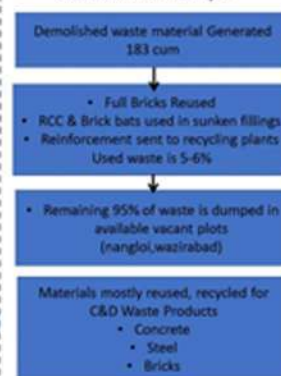 Demolished waste material Generated
183 cum
• Full Bricks Reused
• RCC & Brick bats used in sunken fillings
• Reinforcement sent to recycling plants
Used waste is 5-6%
• Remaining 95% of waste is dumped in
available vacant plots
(nangloi,wazirabad)
Materials mostly reused, recycled for
C&D Waste Products
• Concrete
• Steel
• Bricks